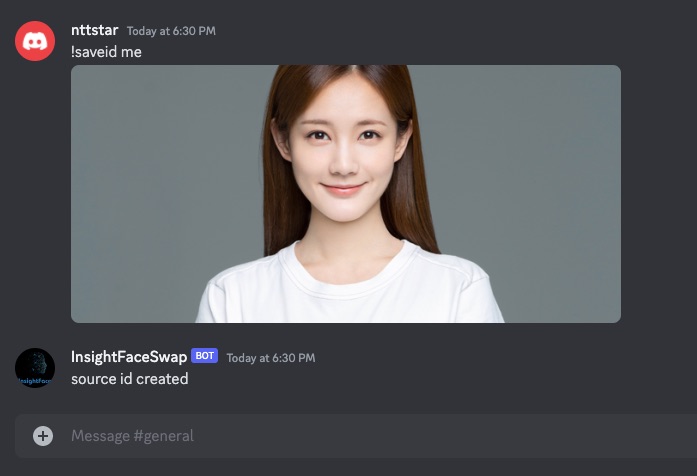 nttstar Today at 6:30 PM
!saveid me
InsightFaceSwap BOT Today at 6:30 PM
InsightFace
source id created
Message #general